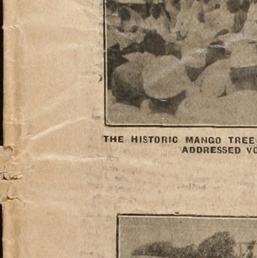 THE HISTORIC MANGO TREE
ADDRESSED